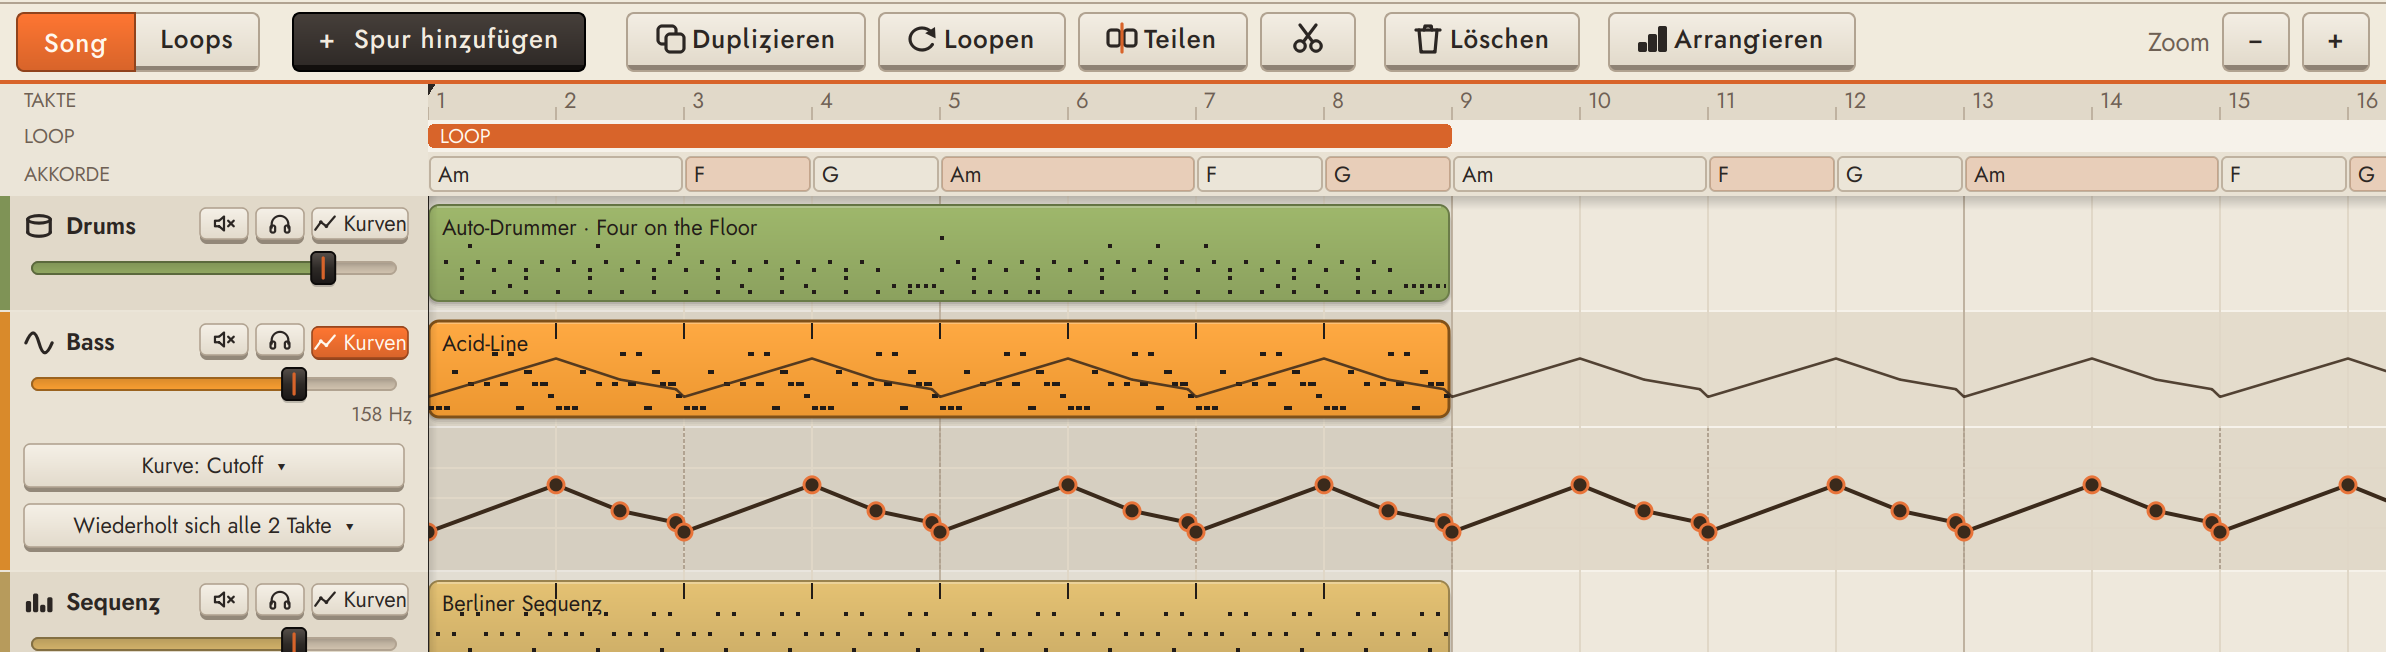 Song Loops + Spur hinzufügen Duplizieren Loopen Teilen Löschen Arrangieren Zoom – +
TAKTE 1 2 3 4 5 6 7 8 9 10 11 12 13 14 15 16
LOOP LOOP
AKKORDE Am F G Am F G Am F G Am F G
Drums Kurven
Auto-Drummer · Four on the Floor
Bass Kurven
Acid-Line
158 Hz
Kurve: Cutoff ▾
Wiederholt sich alle 2 Takte ▾
Sequenz Kurven
Berliner Sequenz